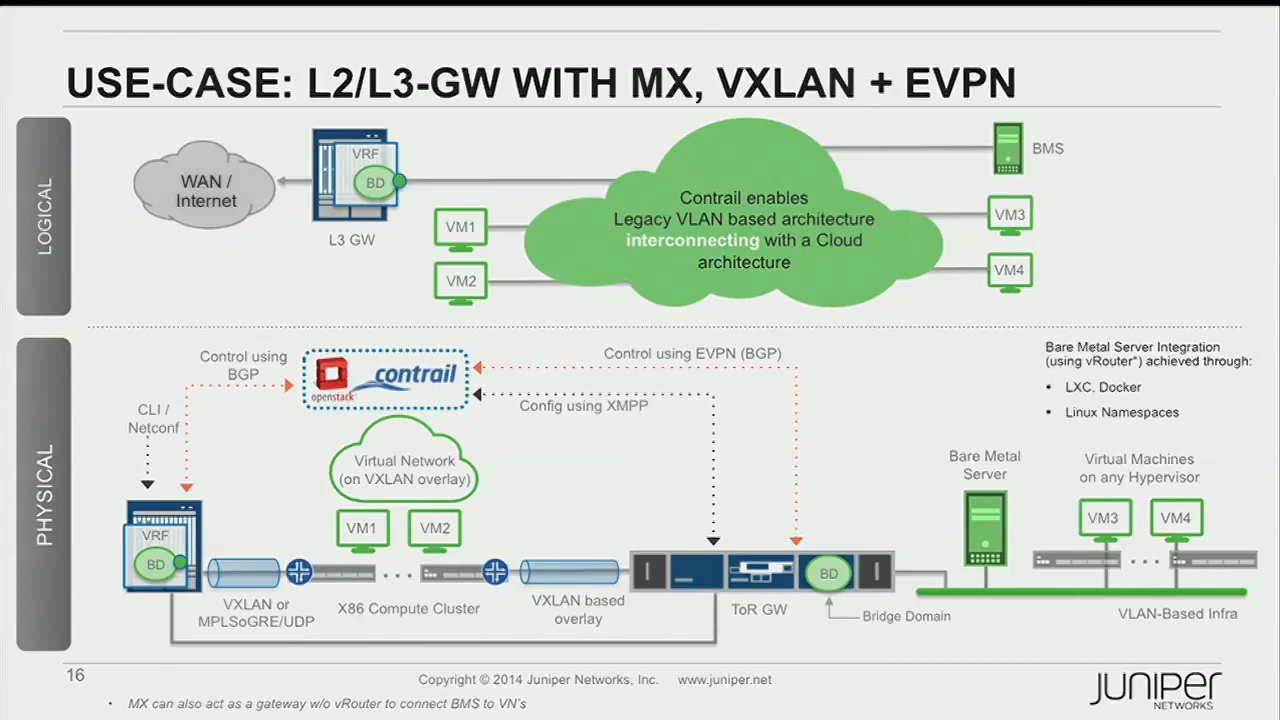 USE-CASE: L2/L3-GW WITH MX, VXLAN + EVPN
LOGICAL
WAN /
Internet
VRF
BD
L3 GW
VM1
VM2
Contrail enables
Legacy VLAN based architecture
interconnecting with a Cloud
architecture
BMS
VM3
VM4
PHYSICAL
Control using
BGP
openstack
contrail
Control using EVPN (BGP)
Config using XMPP
CLI /
Netconf
Virtual Network
(on VXLAN overlay)
VM1
VM2
VRF
BD
VXLAN or
MPLSoGRE/UDP
X86 Compute Cluster
VXLAN based
overlay
ToR GW
BD
Bridge Domain
Bare Metal Server Integration
(using vRouter*) achieved through:
• LXC, Docker
• Linux Namespaces
Bare Metal
Server
Virtual Machines
on any Hypervisor
VM3
VM4
VLAN-Based Infra
16
Copyright © 2014 Juniper Networks, Inc. www.juniper.net
JUNIPER
NETWORKS
• MX can also act as a gateway w/o vRouter to connect BMS to VN's